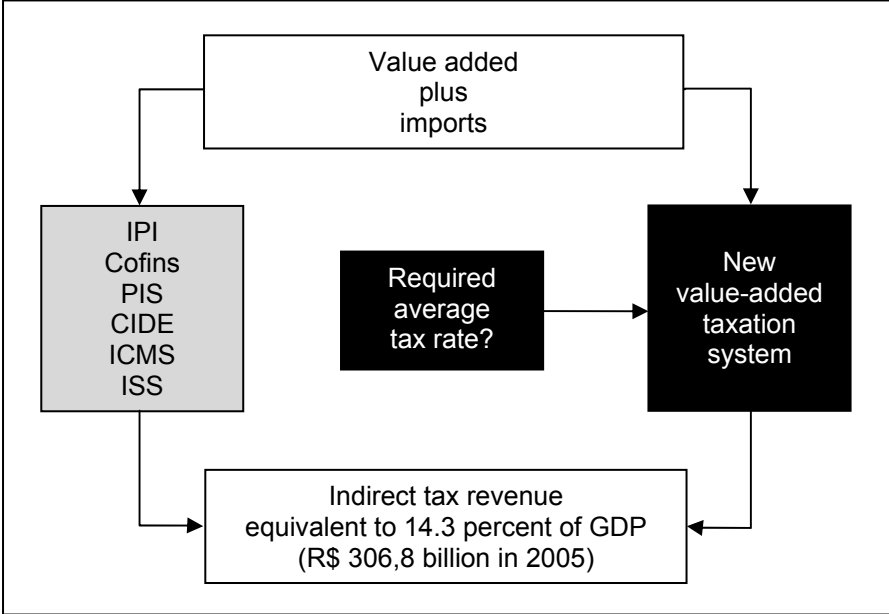 Value added
plus
imports
IPI
Cofins
PIS
CIDE
ICMS
ISS
Required
average
tax rate?
New
value-added
taxation
system
Indirect tax revenue
equivalent to 14.3 percent of GDP
(R$ 306,8 billion in 2005)